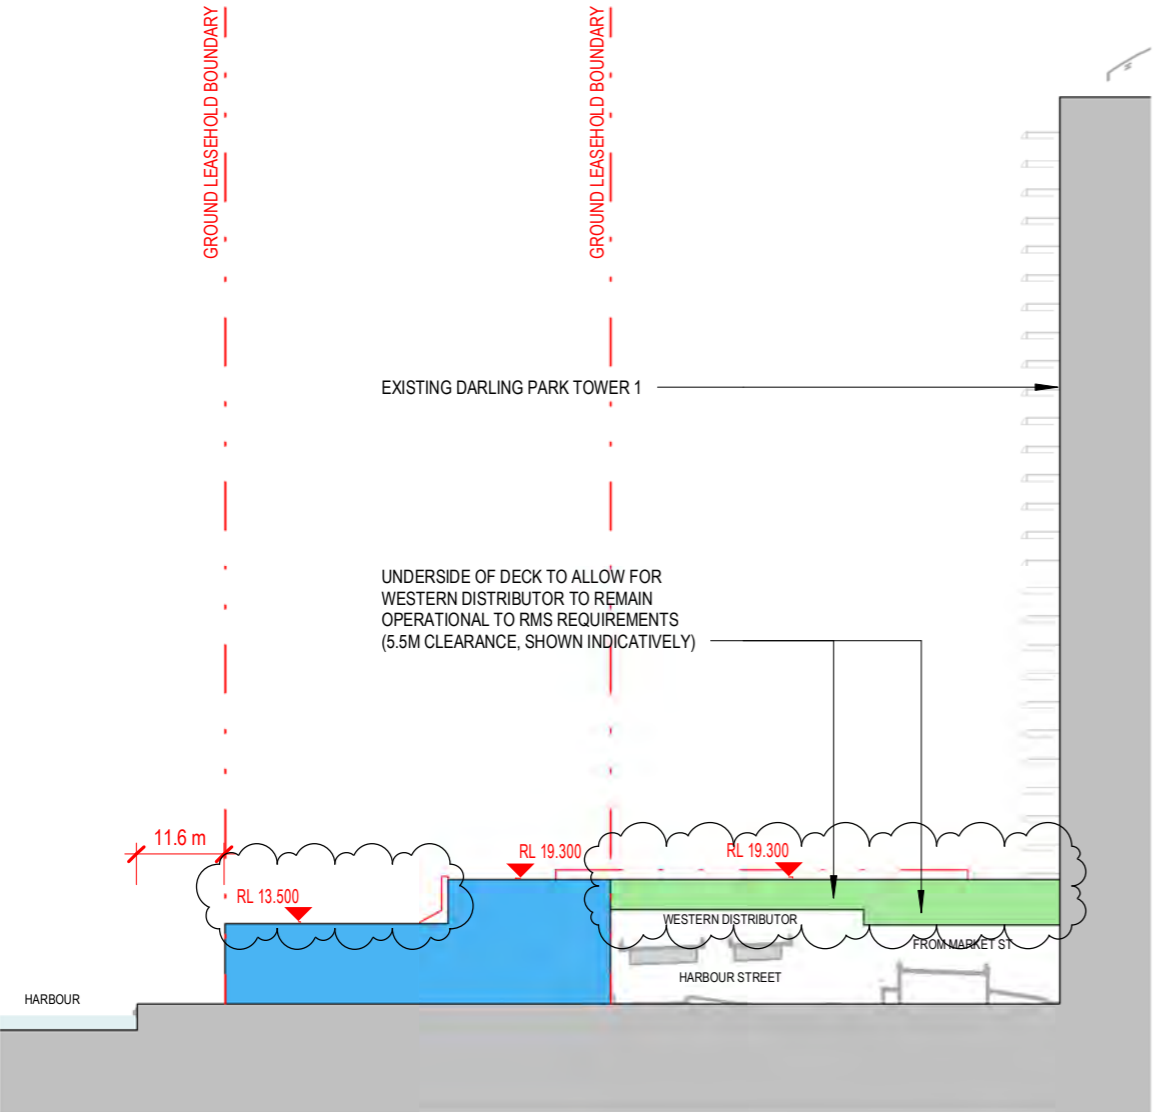 GROUND LEASEHOLD BOUNDARY
GROUND LEASEHOLD BOUNDARY
EXISTING DARLING PARK TOWER 1
UNDERSIDE OF DECK TO ALLOW FOR
WESTERN DISTRIBUTOR TO REMAIN
OPERATIONAL TO RMS REQUIREMENTS
(5.5M CLEARANCE, SHOWN INDICATIVELY)
11.6 m
RL 19.300
RL 19.300
RL 13.500
WESTERN DISTRIBUTOR
FROM MARKET ST
HARBOUR STREET
HARBOUR